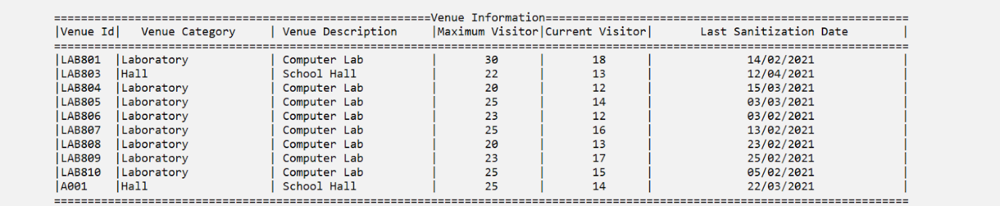 ======================================================Venue Information====================================================
|Venue Id|   Venue Category     | Venue Description     |Maximum Visitor|Current Visitor|       Last Sanitization Date        |
===========================================================================================================================
|LAB801  |Laboratory            | Computer Lab          |       30      |       18      |              14/02/2021             |
|LAB803  |Hall                  | School Hall           |       22      |       13      |              12/04/2021             |
|LAB804  |Laboratory            | Computer Lab          |       20      |       12      |              15/03/2021             |
|LAB805  |Laboratory            | Computer Lab          |       25      |       14      |              03/03/2021             |
|LAB806  |Laboratory            | Computer Lab          |       23      |       12      |              03/02/2021             |
|LAB807  |Laboratory            | Computer Lab          |       25      |       16      |              13/02/2021             |
|LAB808  |Laboratory            | Computer Lab          |       20      |       13      |              23/02/2021             |
|LAB809  |Laboratory            | Computer Lab          |       23      |       17      |              25/02/2021             |
|LAB810  |Laboratory            | Computer Lab          |       25      |       15      |              05/02/2021             |
|A001    |Hall                  | School Hall           |       25      |       14      |              22/03/2021             |
===========================================================================================================================